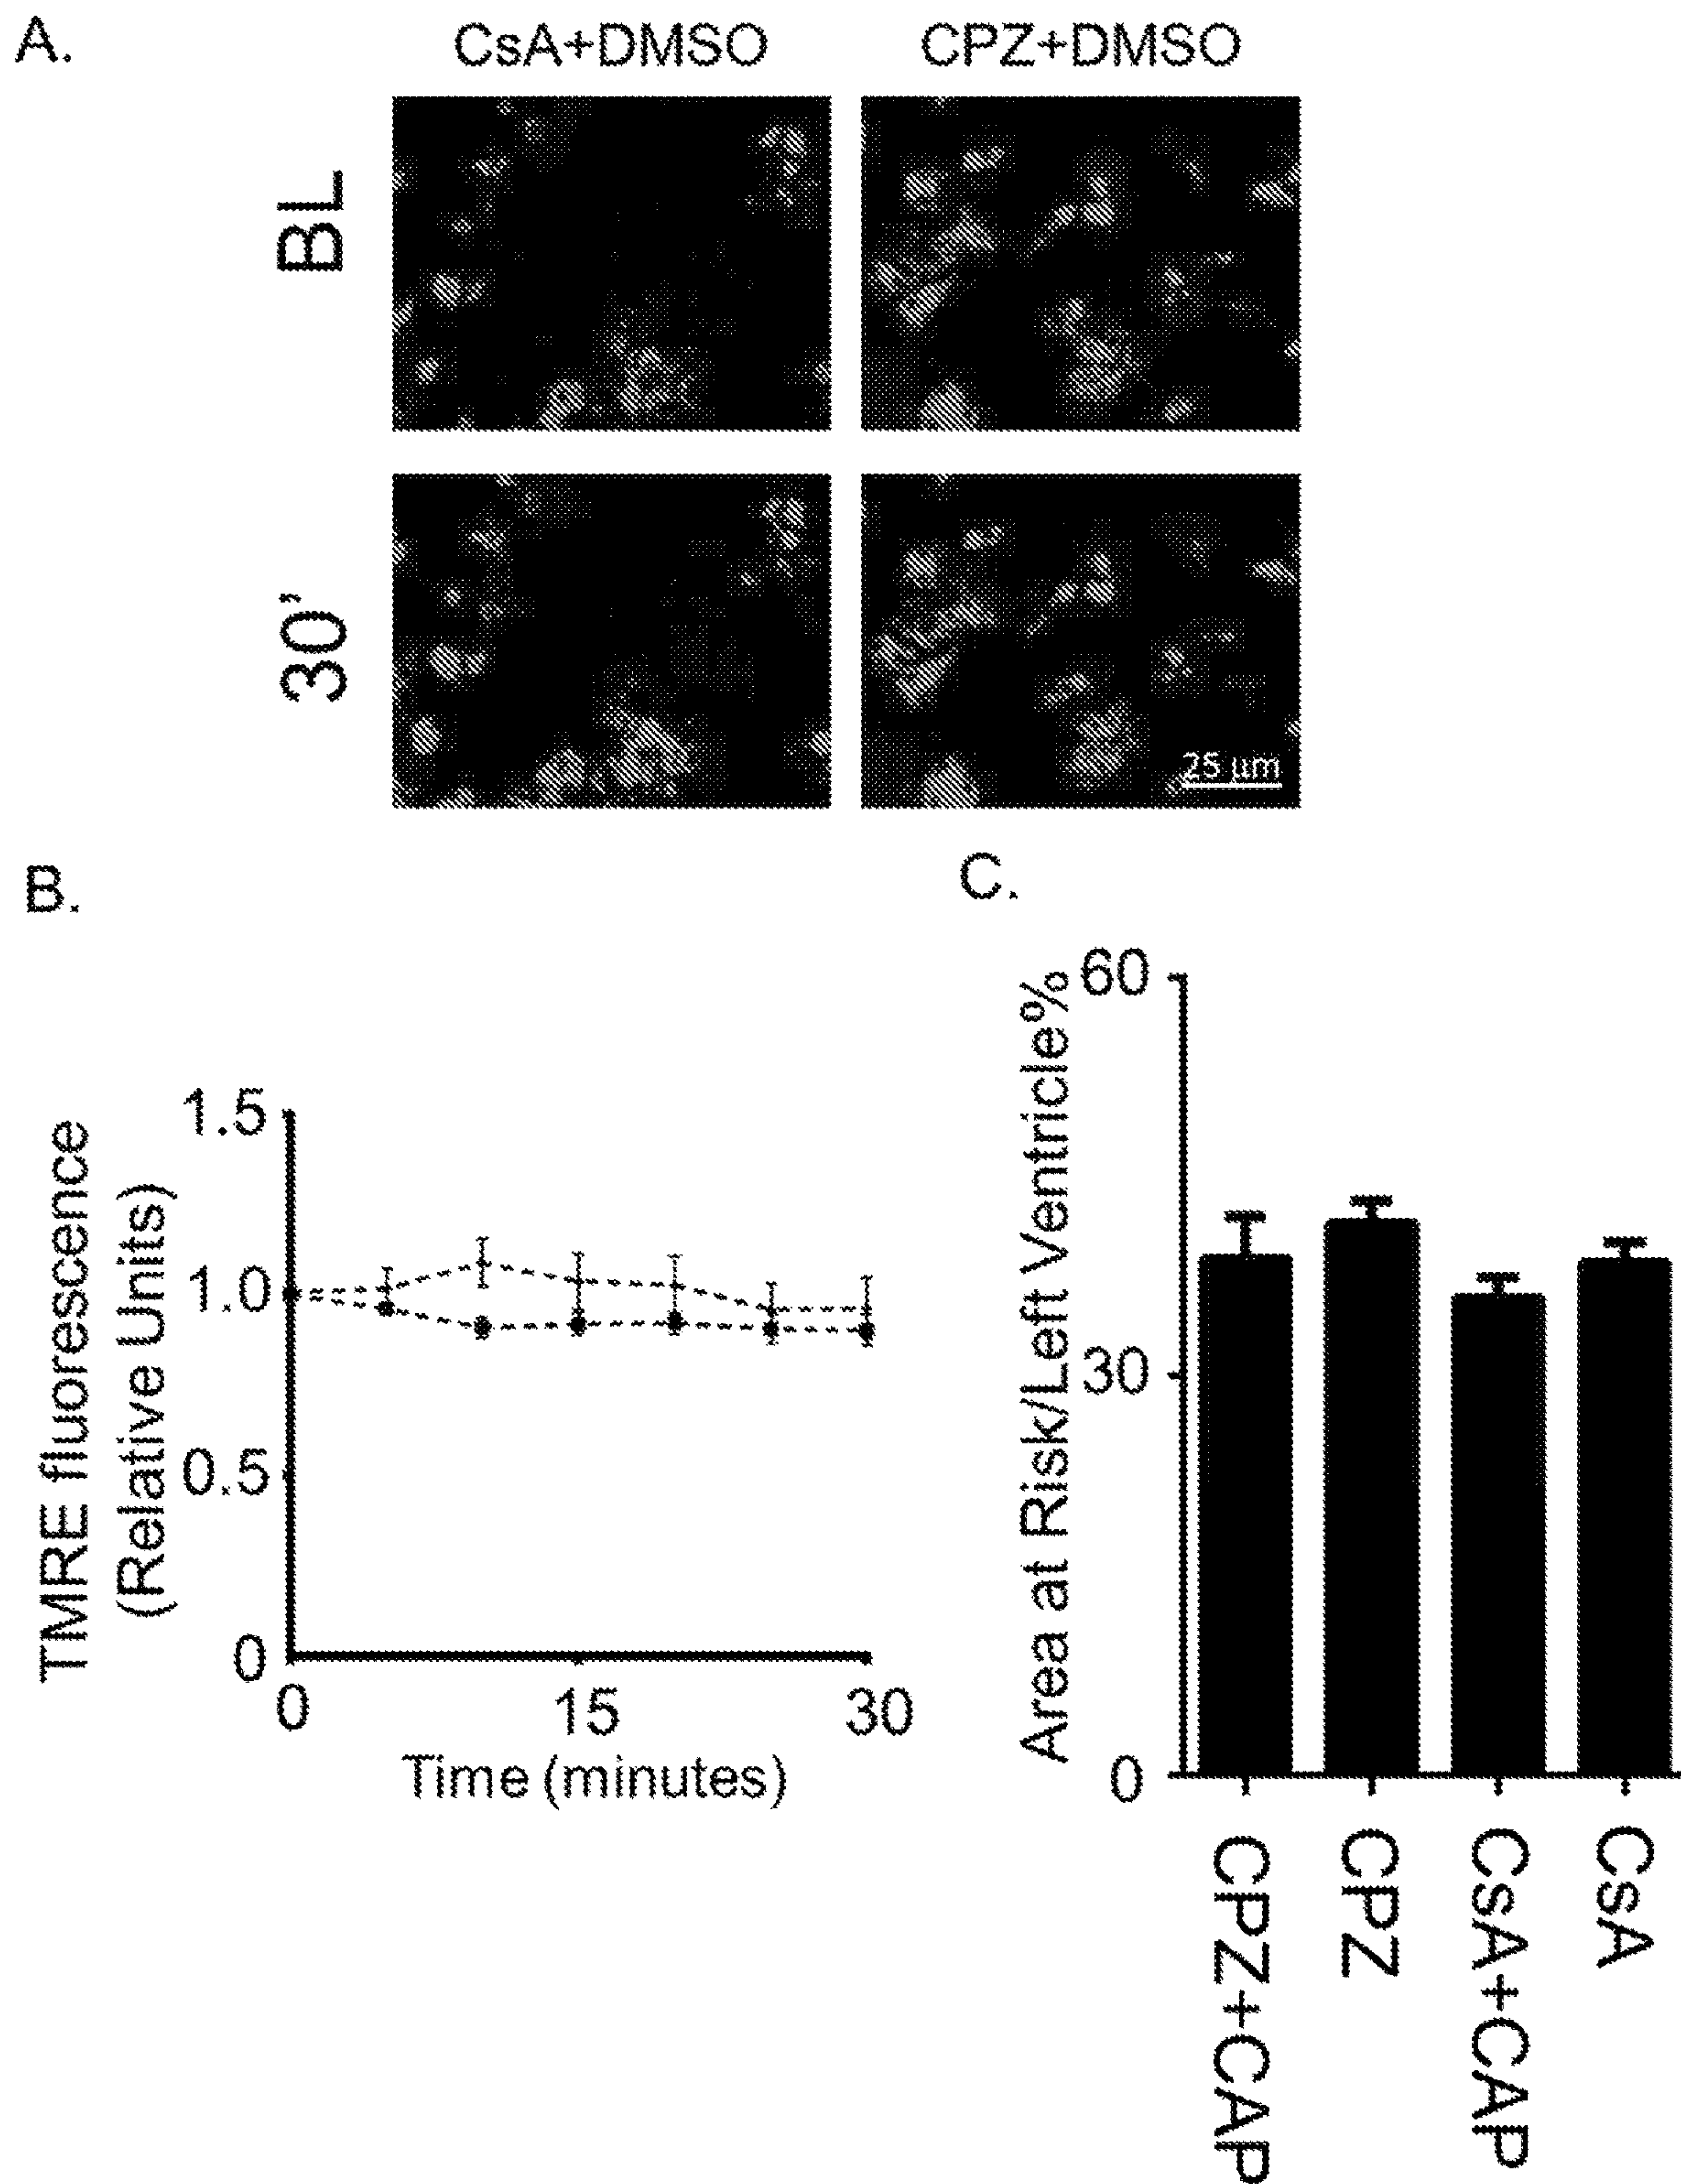 A.
CsA+DMSO
CPZ+DMSO
BL
30'
25 µm
B.
TMRE fluorescence
(Relative Units)
1.5
1.0
0.5
0
0
15
30
Time (minutes)
C.
Area at Risk/Left Ventricle%
60
30
0
CPZ+CAP
CPZ
CsA+CAP
CsA